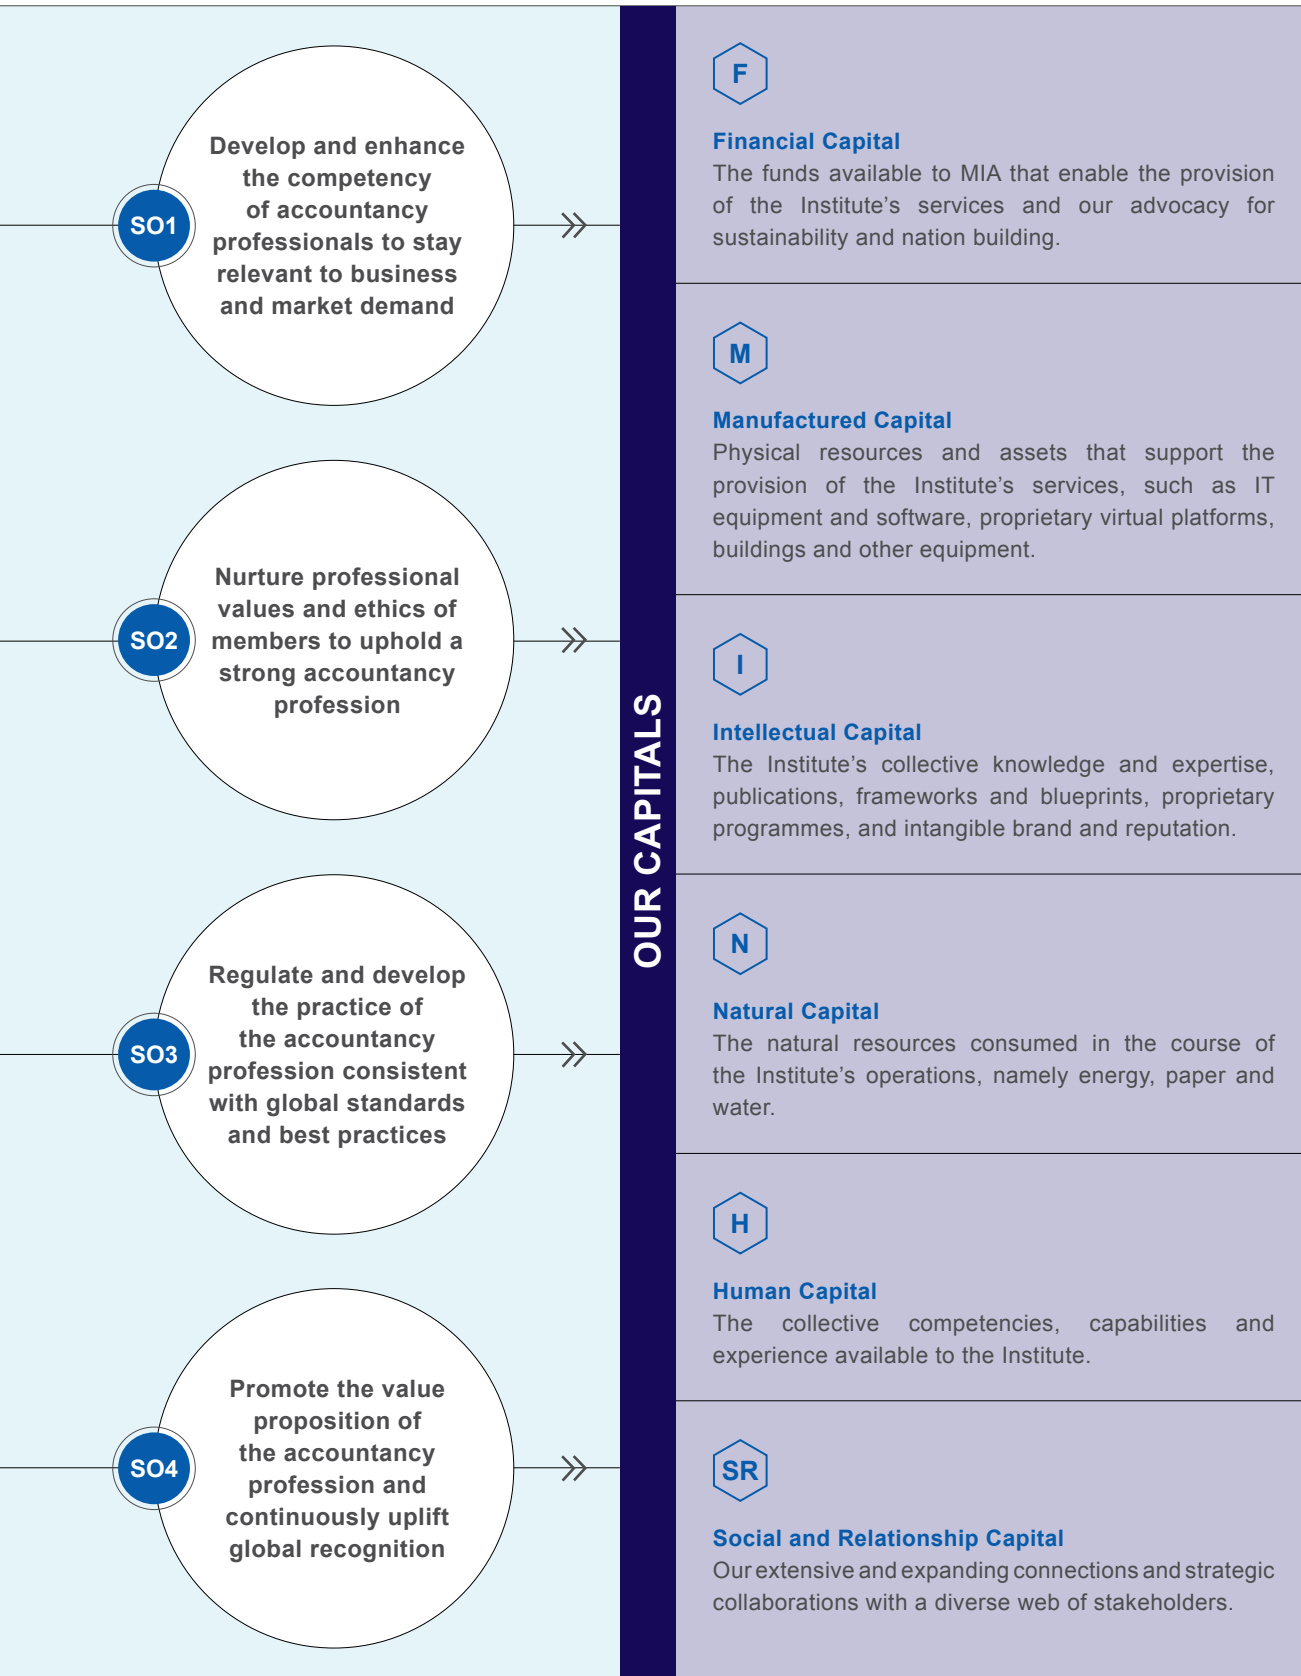 SO1
Develop and enhance
the competency
of accountancy
professionals to stay
relevant to business
and market demand
SO2
Nurture professional
values and ethics of
members to uphold a
strong accountancy
profession
SO3
Regulate and develop
the practice of
the accountancy
profession consistent
with global standards
and best practices
SO4
Promote the value
proposition of
the accountancy
profession and
continuously uplift
global recognition
OUR CAPITALS
F
Financial Capital
The funds available to MIA that enable the provision
of the Institute’s services and our advocacy for
sustainability and nation building.
M
Manufactured Capital
Physical resources and assets that support the
provision of the Institute’s services, such as IT
equipment and software, proprietary virtual platforms,
buildings and other equipment.
I
Intellectual Capital
The Institute’s collective knowledge and expertise,
publications, frameworks and blueprints, proprietary
programmes, and intangible brand and reputation.
N
Natural Capital
The natural resources consumed in the course of
the Institute’s operations, namely energy, paper and
water.
H
Human Capital
The collective competencies, capabilities and
experience available to the Institute.
SR
Social and Relationship Capital
Our extensive and expanding connections and strategic
collaborations with a diverse web of stakeholders.